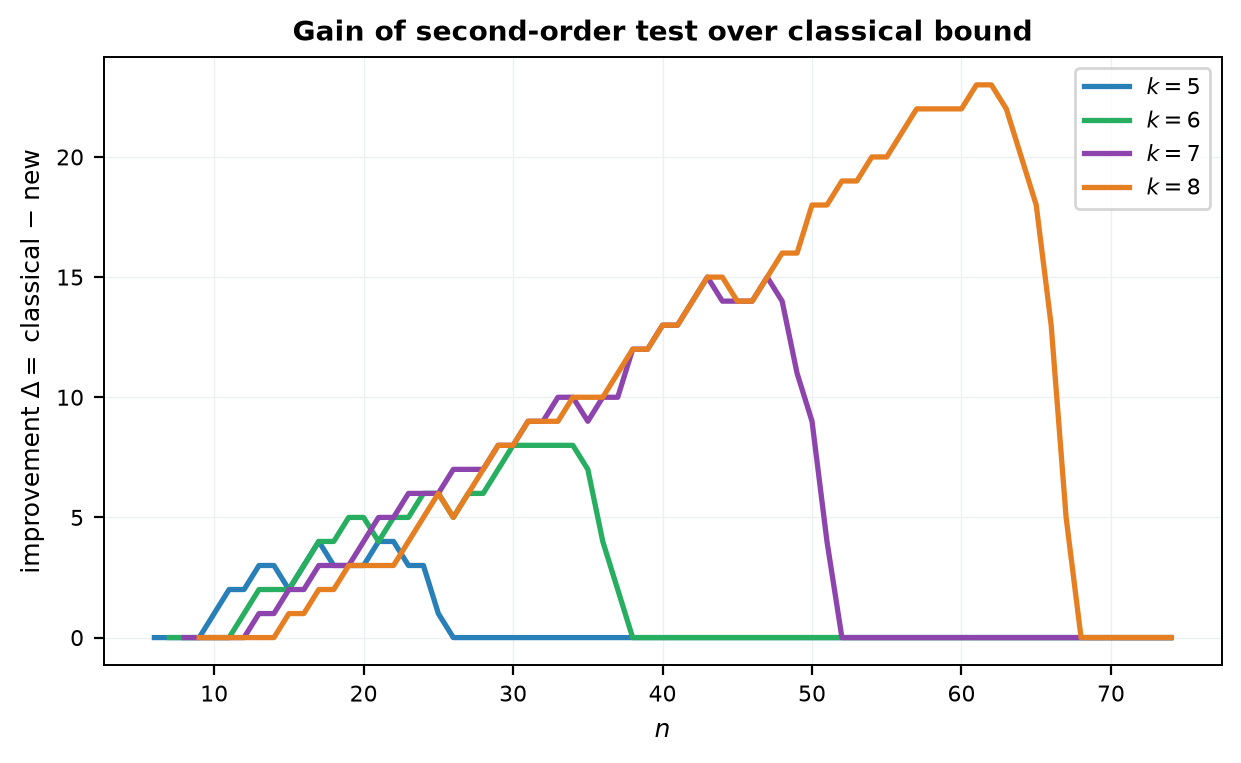 Gain of second-order test over classical bound
improvement Δ = classical − new
20
15
10
5
0
k = 5
k = 6
k = 7
k = 8
10 20 30 40 50 60 70
n